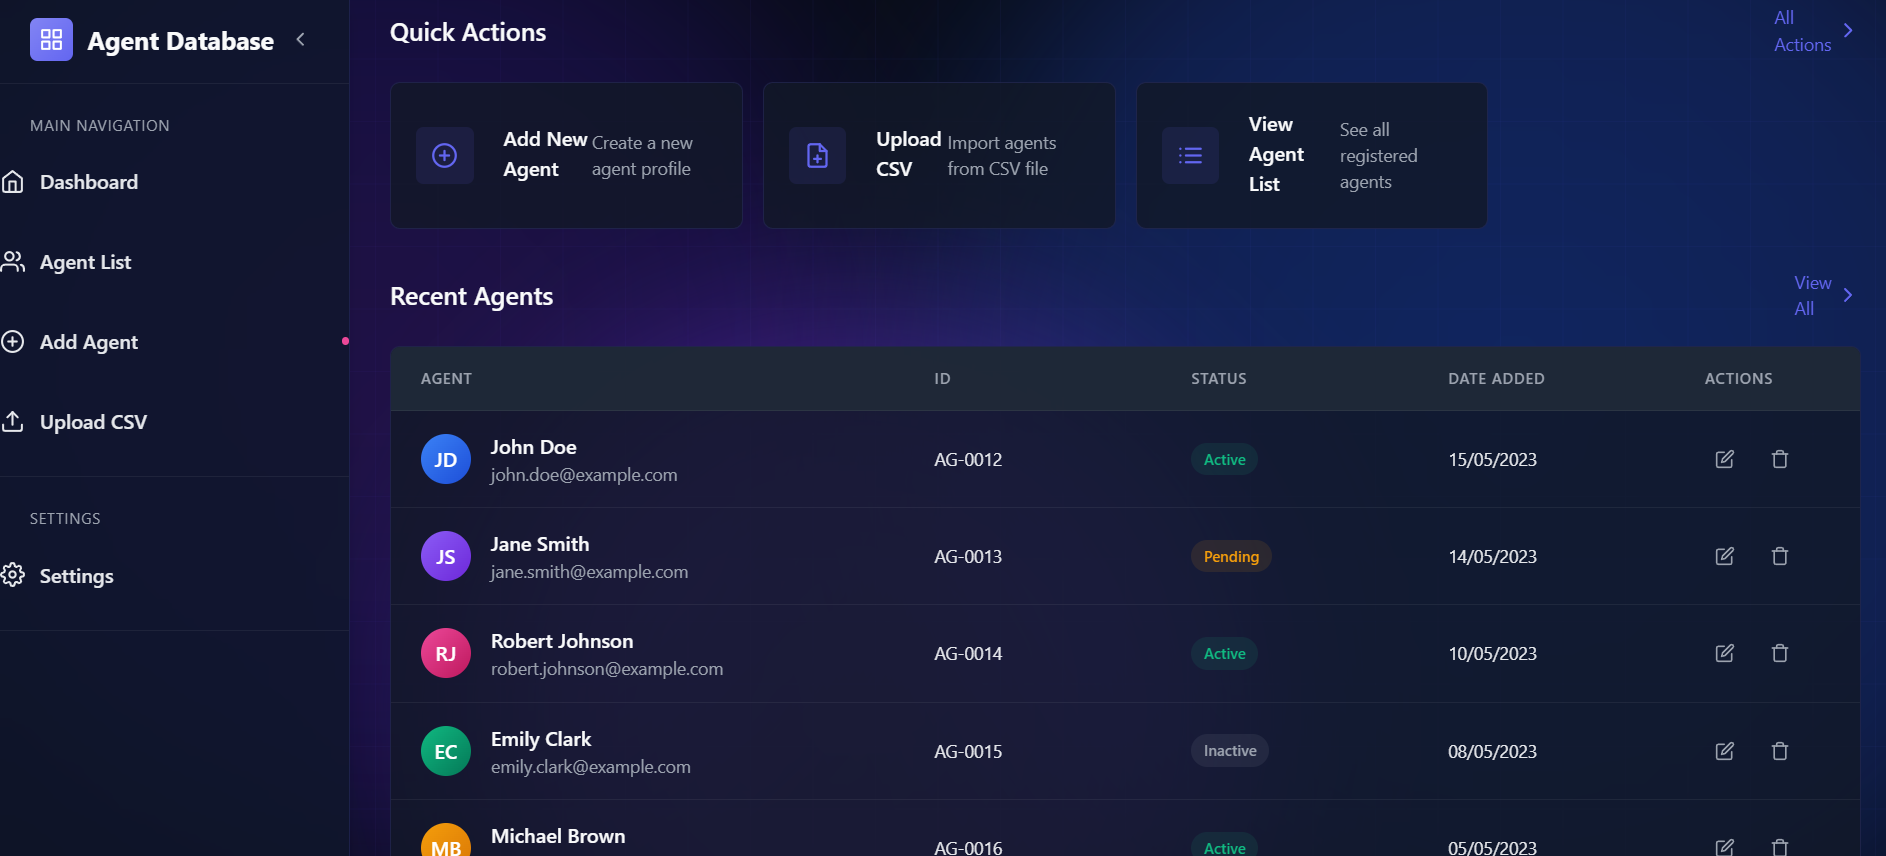 Agent Database
MAIN NAVIGATION
Dashboard
Agent List
Add Agent
Upload CSV
SETTINGS
Settings
Quick Actions
All
Actions
Add New
Agent
Create a new
agent profile
Upload
CSV
Import agents
from CSV file
View
Agent
List
See all
registered
agents
Recent Agents
View
All
AGENT ID STATUS DATE ADDED ACTIONS
JD John Doe
john.doe@example.com
AG-0012 Active 15/05/2023
JS Jane Smith
jane.smith@example.com
AG-0013 Pending 14/05/2023
RJ Robert Johnson
robert.johnson@example.com
AG-0014 Active 10/05/2023
EC Emily Clark
emily.clark@example.com
AG-0015 Inactive 08/05/2023
MB Michael Brown
AG-0016 Active 05/05/2023